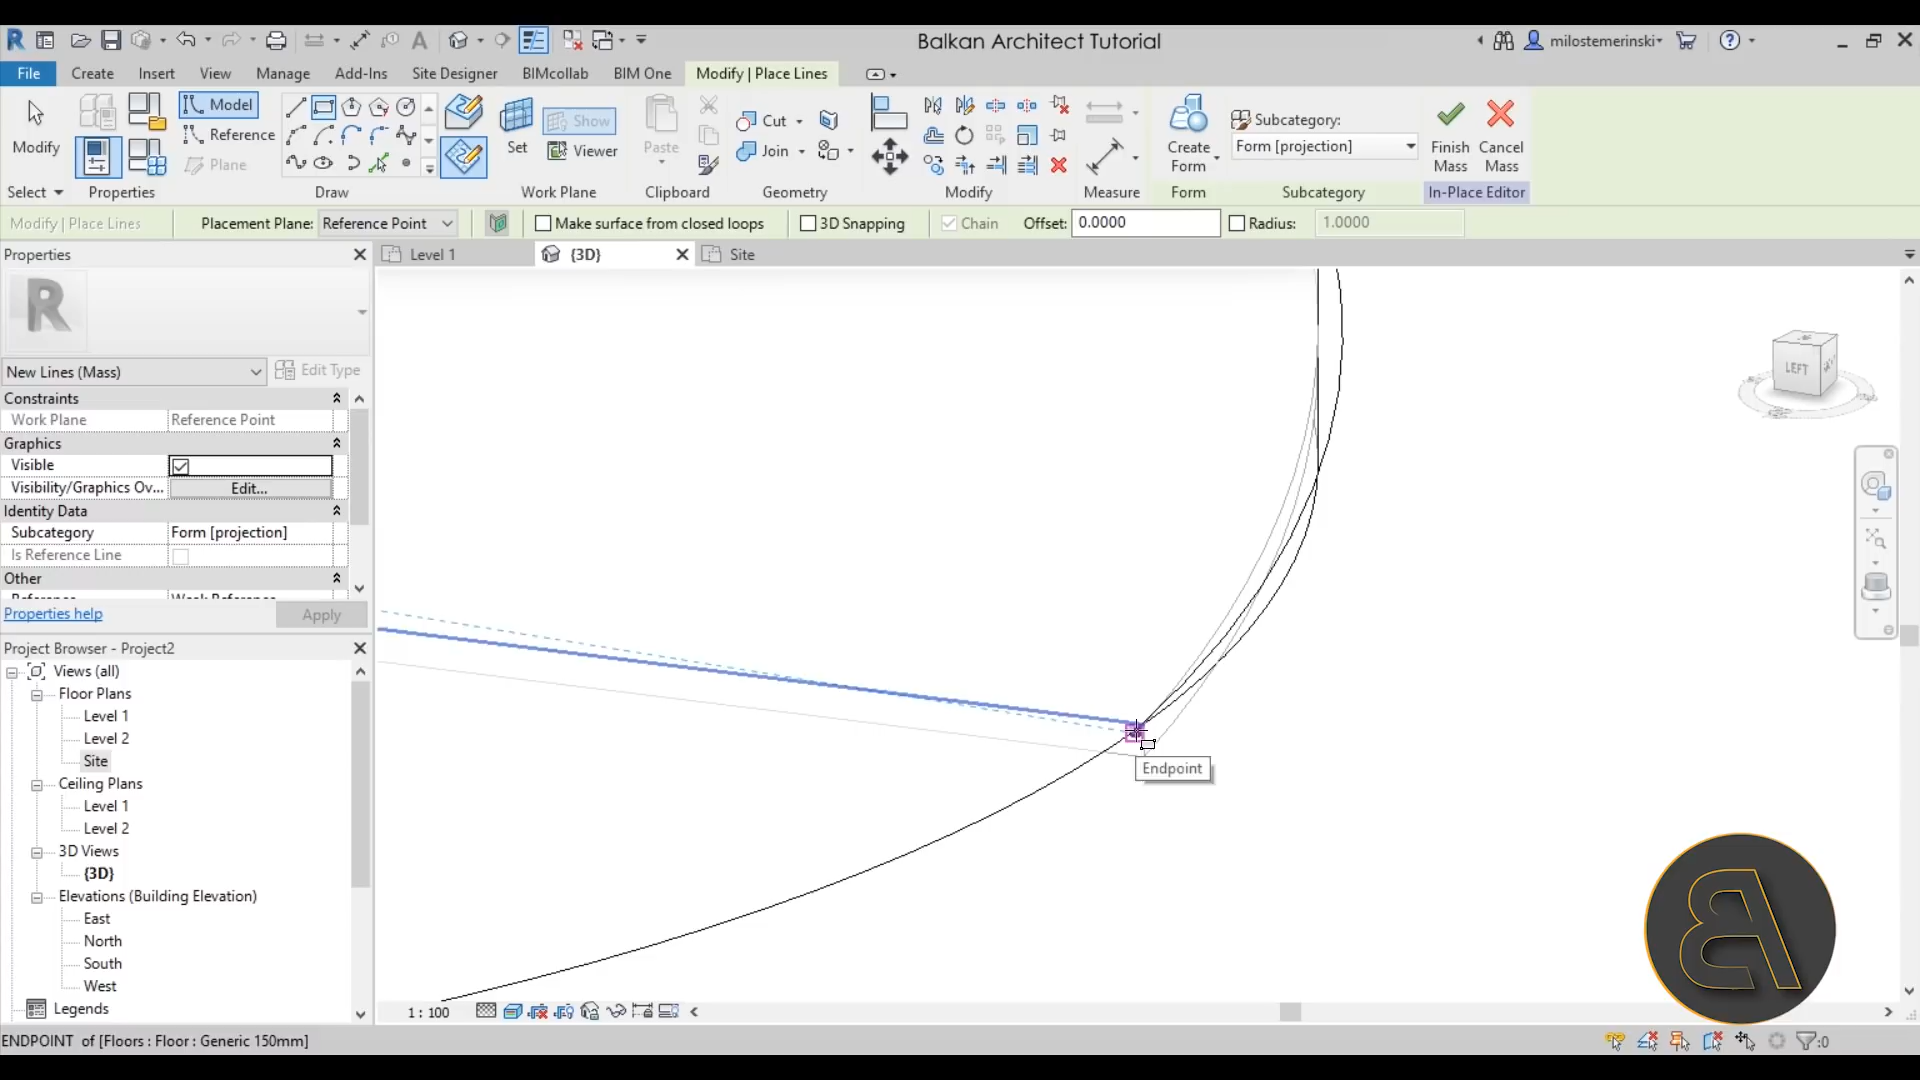 Balkan Architect Tutorial
milostemerinski
File Create Insert View Manage Add-Ins Site Designer BIMcollab BIM One Modify | Place Lines
Model
Reference
Plane
Modify
Set
Show
Viewer
Paste
Cut
Join
Create Form
Subcategory:
Form [projection]
Finish Mass
Cancel Mass
Select Properties Draw Work Plane Clipboard Geometry Modify Measure Form Subcategory In-Place Editor
Modify | Place Lines Placement Plane: Reference Point Make surface from closed loops 3D Snapping Chain Offset: 0.0000 Radius: 1.0000
Properties
Level 1 {3D} Site
R
New Lines (Mass) Edit Type
Constraints
Work Plane Reference Point
Graphics
Visible
Visibility/Graphics Ov... Edit...
Identity Data
Subcategory Form [projection]
Is Reference Line
Other
Reference Weak Reference
Properties help Apply
LEFT
Project Browser - Project2
Views (all)
Floor Plans
Level 1
Level 2
Site
Ceiling Plans
Level 1
Level 2
3D Views
{3D}
Elevations (Building Elevation)
East
North
South
West
Legends
Endpoint
1 : 100
ENDPOINT of [Floors : Floor : Generic 150mm]
:0